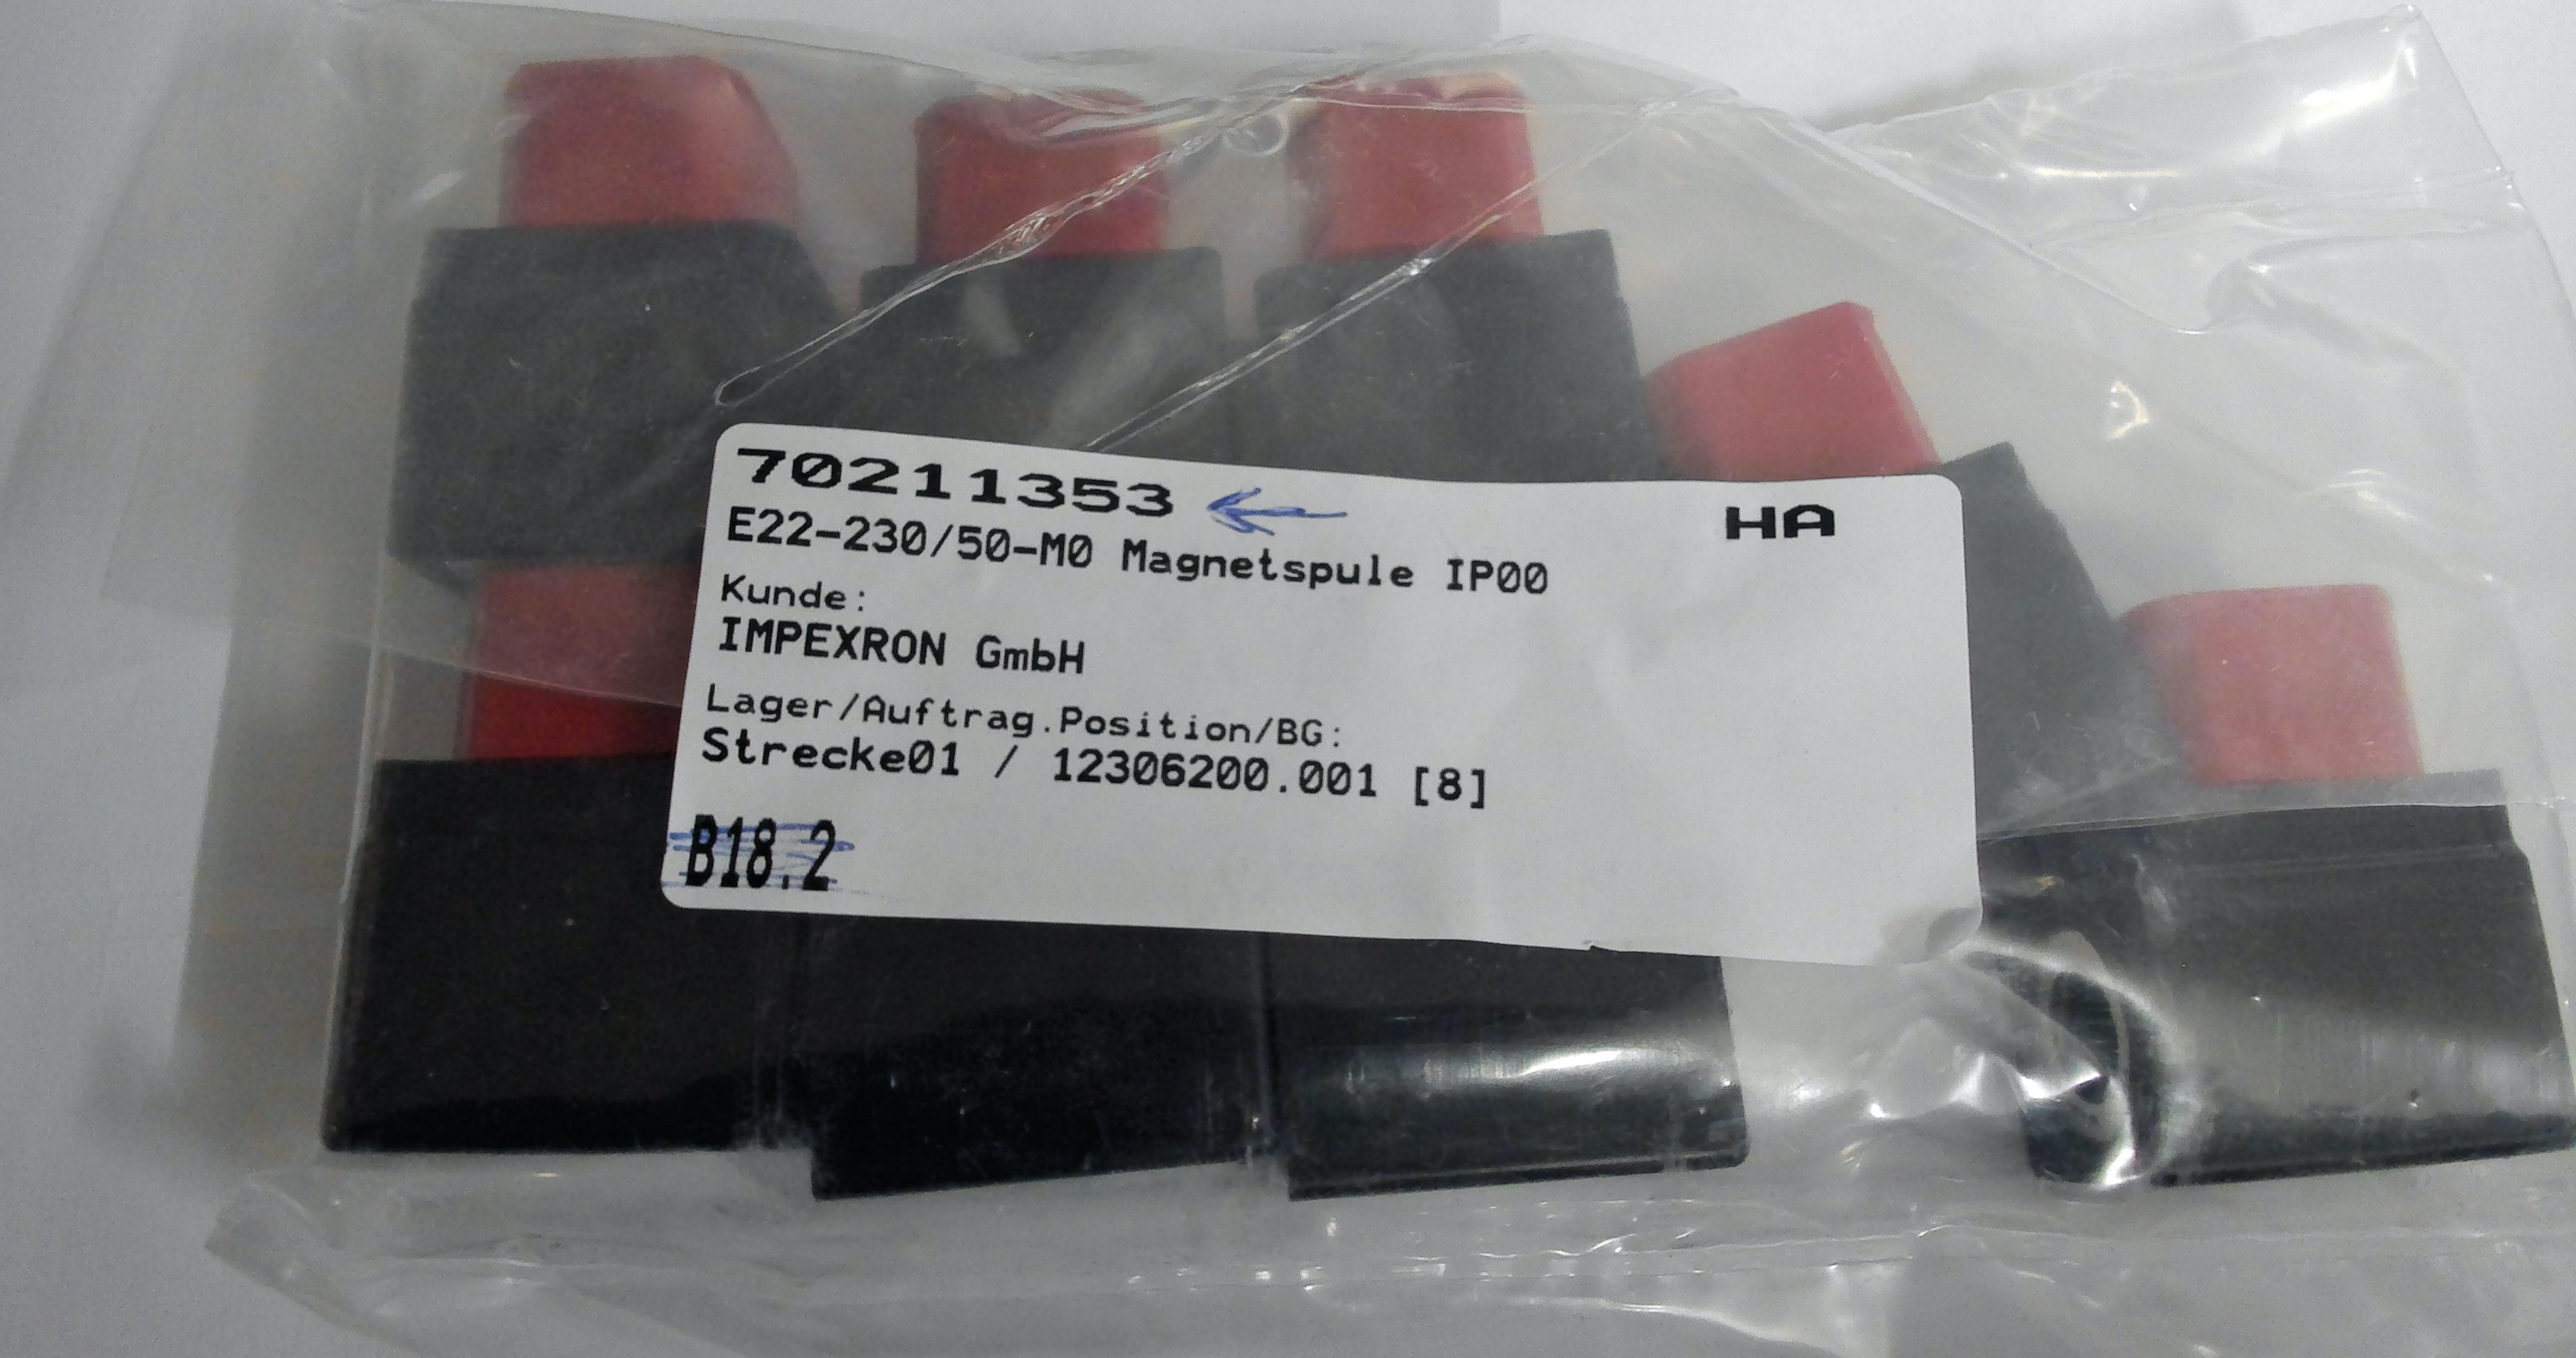 70211353
HA
E22-230/50-M0 Magnetspule IP00
Kunde:
IMPEXRON GmbH
Lager/Auftrag.Position/BG:
Strecke01 / 12306200.001 [8]
B18.2